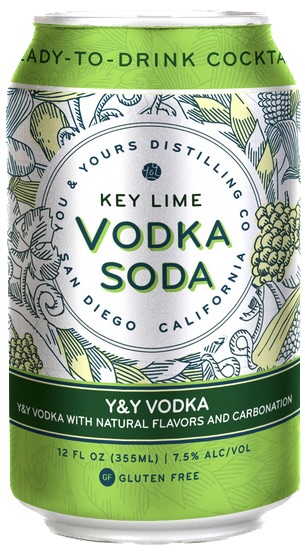 READY-TO-DRINK COCKTA
YOU & YOURS DISTILLING CO
Y&Y
KEY LIME
VODKA
SODA
SAN DIEGO CALIFORNIA
Y&Y VODKA
Y&Y VODKA WITH NATURAL FLAVORS AND CARBONATION
12 FL OZ (355ML) | 7.5% ALC/VOL
GF GLUTEN FREE